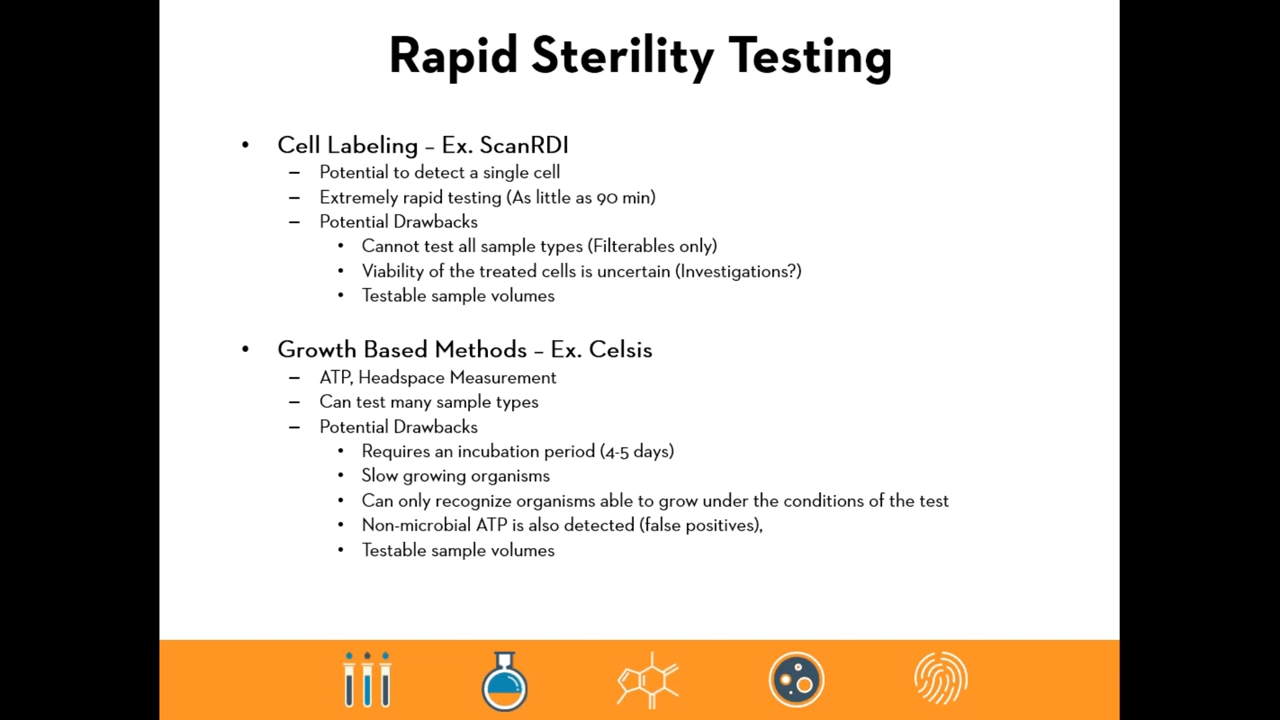 Rapid Sterility Testing
• Cell Labeling – Ex. ScanRDI
– Potential to detect a single cell
– Extremely rapid testing (As little as 90 min)
– Potential Drawbacks
• Cannot test all sample types (Filterables only)
• Viability of the treated cells is uncertain (Investigations?)
• Testable sample volumes
• Growth Based Methods – Ex. Celsis
– ATP, Headspace Measurement
– Can test many sample types
– Potential Drawbacks
• Requires an incubation period (4-5 days)
• Slow growing organisms
• Can only recognize organisms able to grow under the conditions of the test
• Non-microbial ATP is also detected (false positives),
• Testable sample volumes